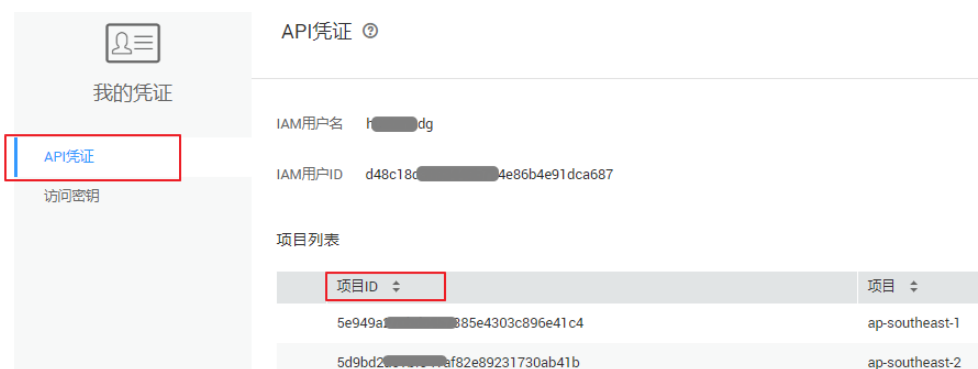 API凭证
我的凭证
API凭证
访问密钥
IAM用户名 h dg
IAM用户ID d48c18 4e86b4e91dca687
项目列表
项目ID 项目
5e949a 385e4303c896e41c4 ap-southeast-1
5d9bd2 af82e89231730ab41b ap-southeast-2